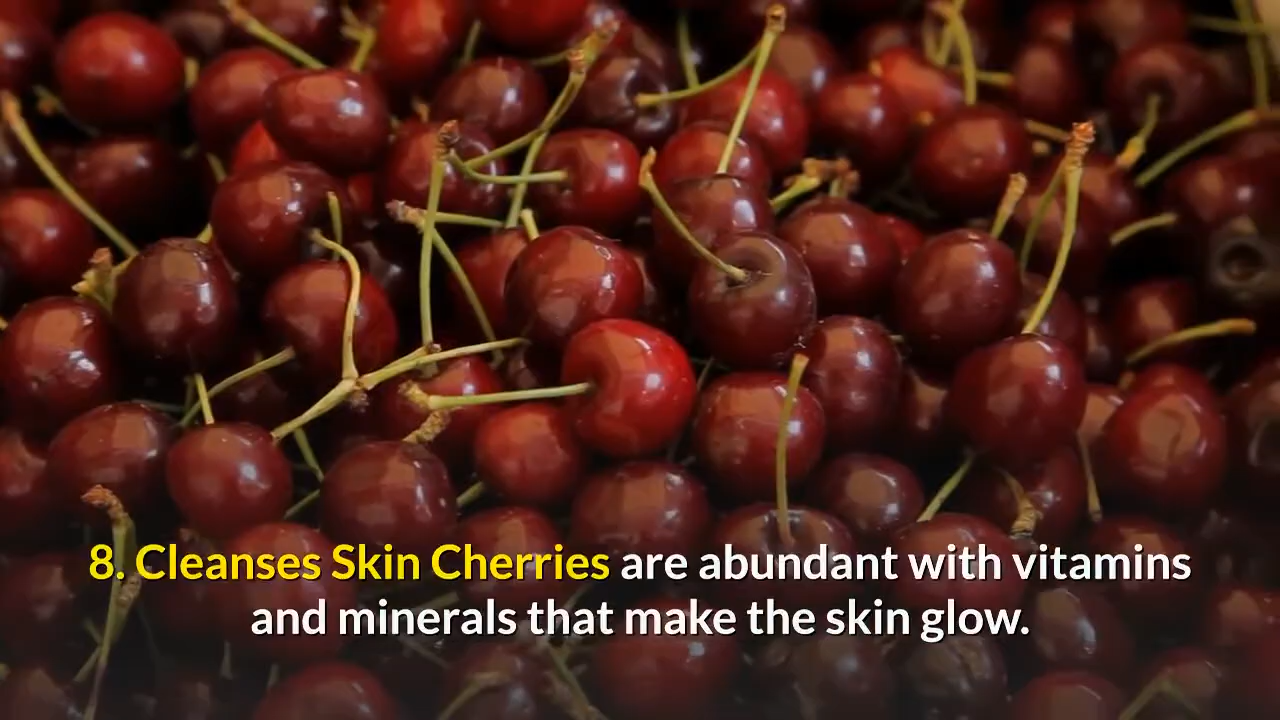 8. Cleanses Skin Cherries are abundant with vitamins
and minerals that make the skin glow.